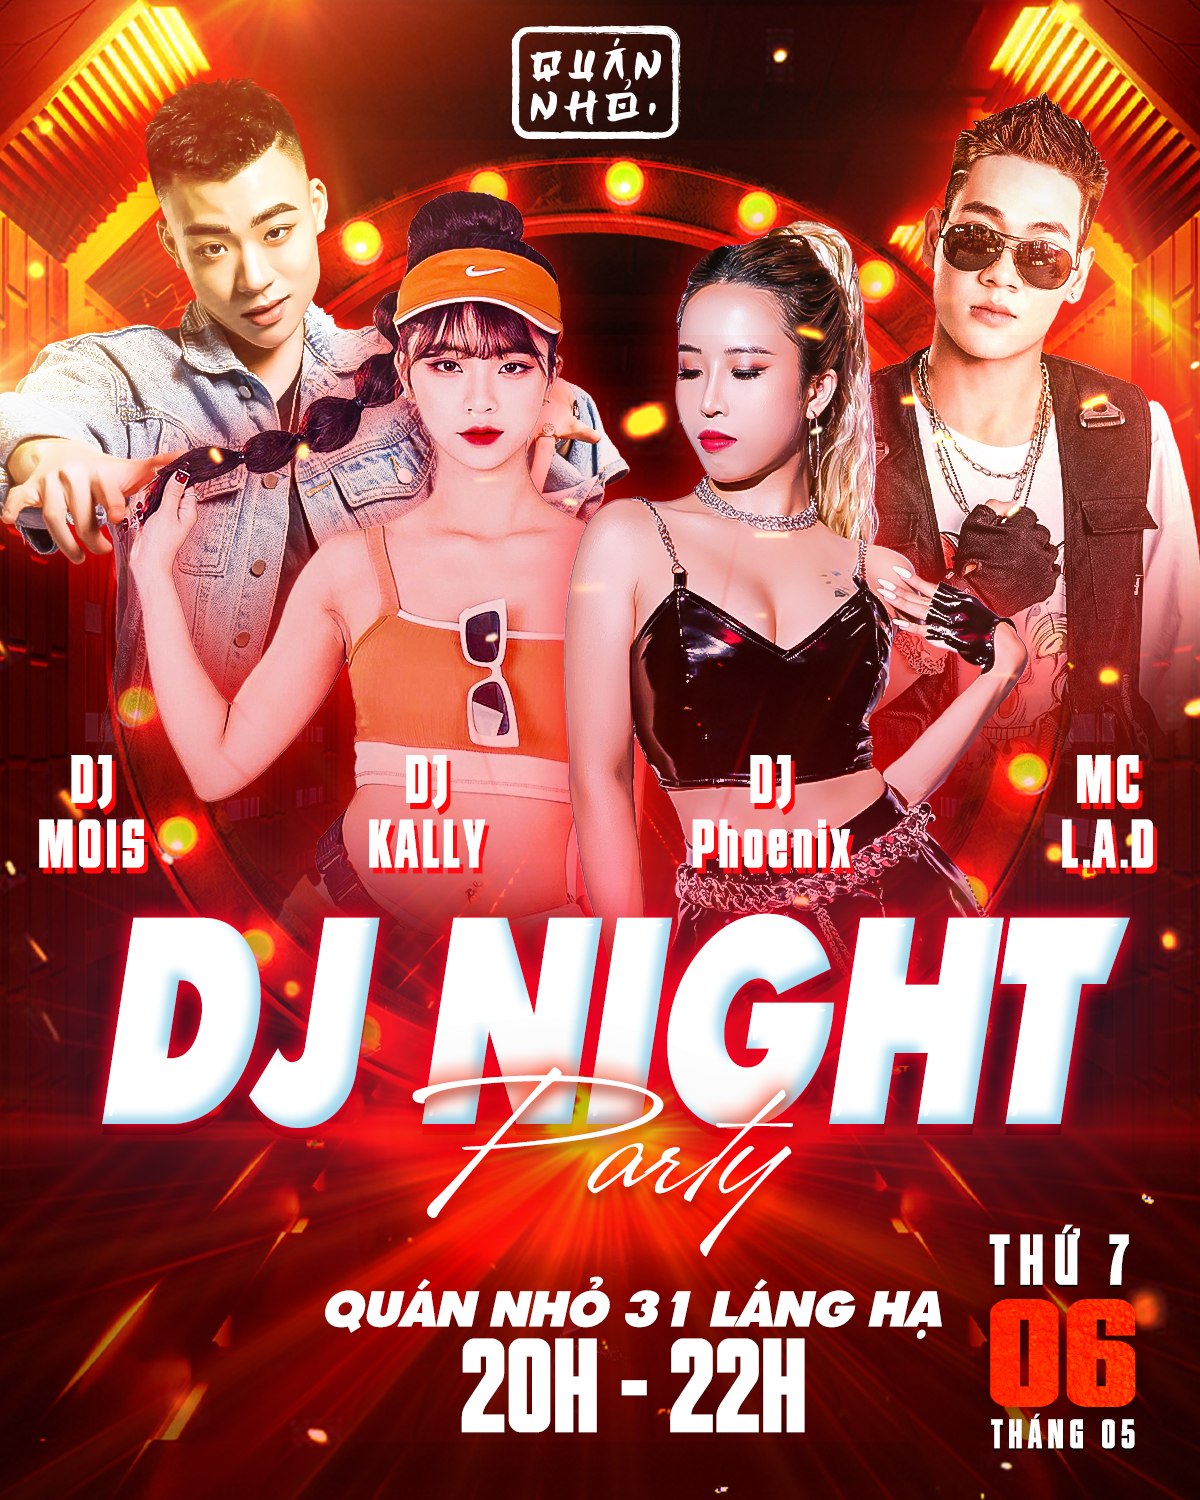 QUÁN
NHỎ.
DJ
MOIS
DJ
KALLY
DJ
Phoenix
MC
L.A.D
DJ NIGHT
Party
QUÁN NHỎ 31 LÁNG HẠ
20H - 22H
THỨ 7
06
THÁNG 05